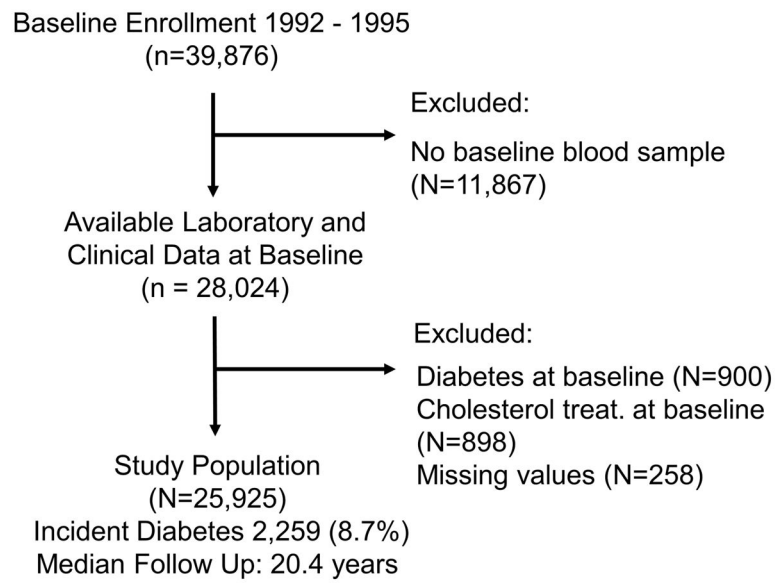 Baseline Enrollment 1992 - 1995
(n=39,876)
Excluded:
No baseline blood sample
(N=11,867)
Available Laboratory and
Clinical Data at Baseline
(n = 28,024)
Excluded:
Diabetes at baseline (N=900)
Cholesterol treat. at baseline
(N=898)
Missing values (N=258)
Study Population
(N=25,925)
Incident Diabetes 2,259 (8.7%)
Median Follow Up: 20.4 years